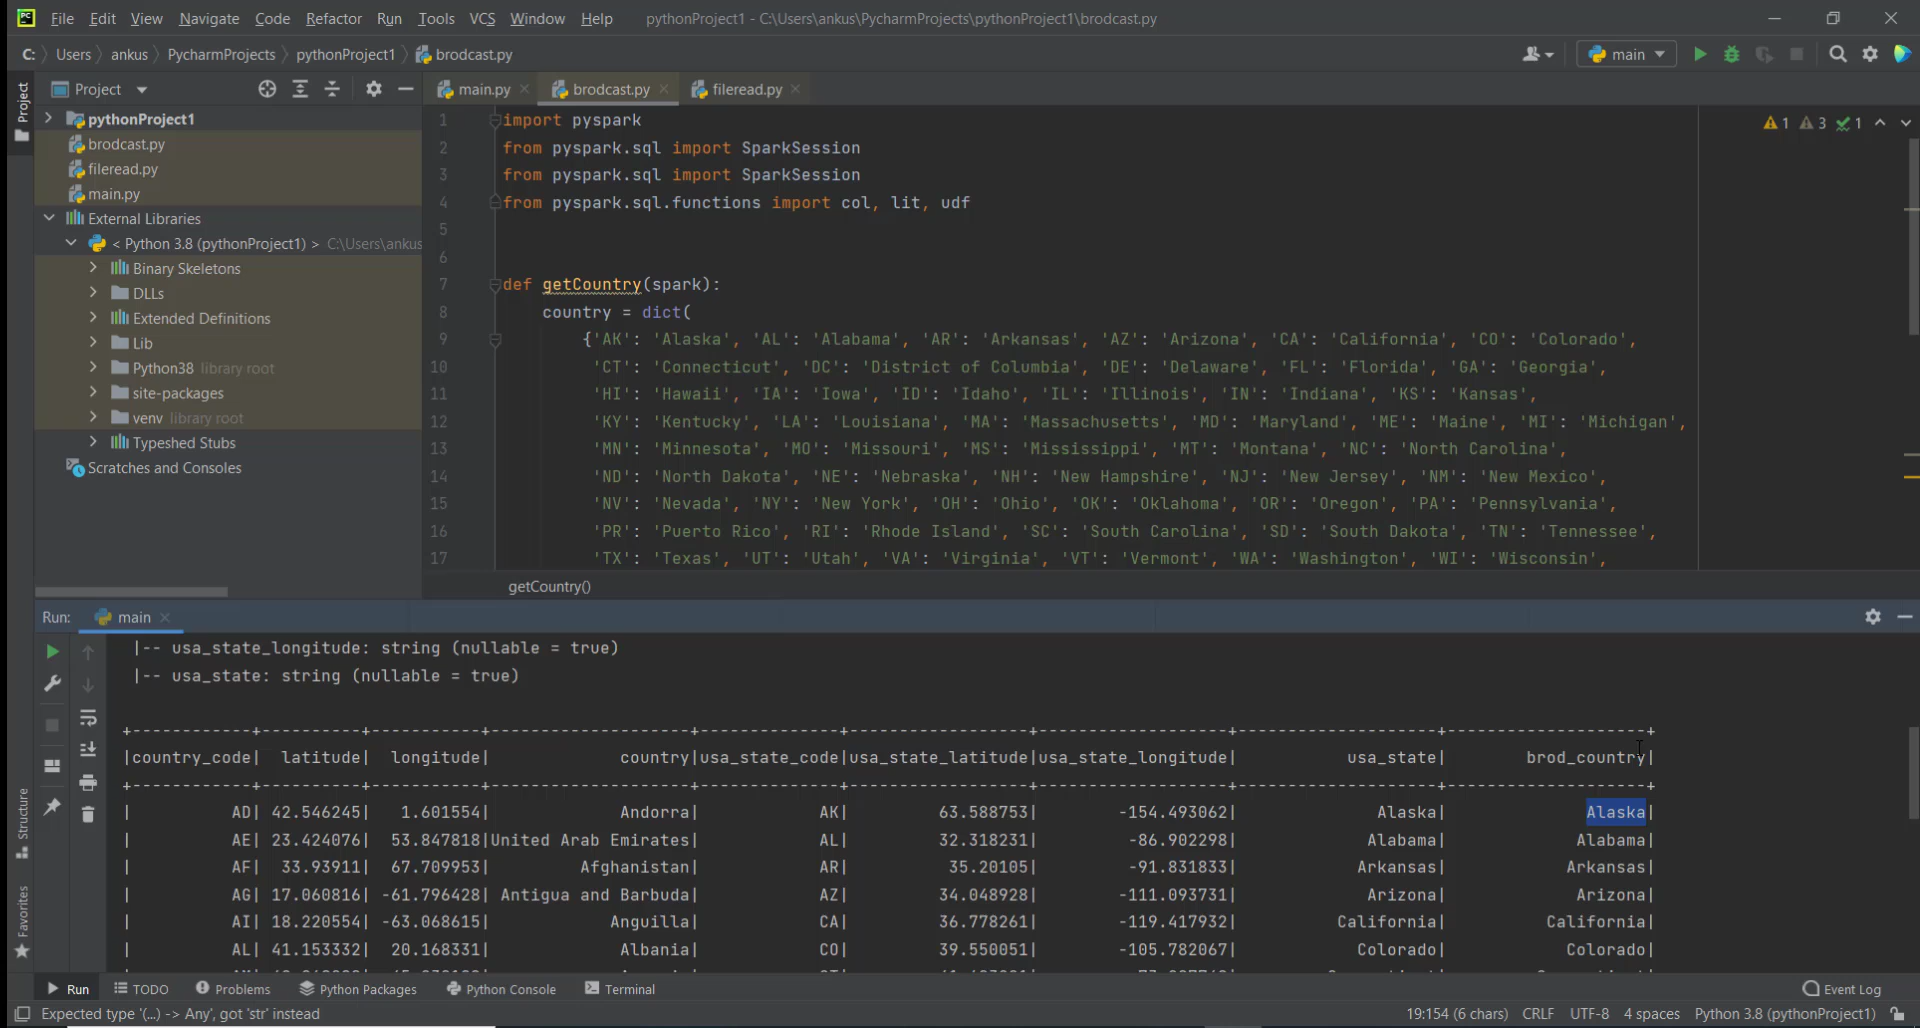 PC File Edit View Navigate Code Refactor Run Tools VCS Window Help pythonProject1 - C:\Users\ankus\PycharmProjects\pythonProject1\brodcast.py
C: Users ankus PycharmProjects pythonProject1 brodcast.py main
Project Project main.py brodcast.py fileread.py
pythonProject1
brodcast.py
fileread.py
main.py
External Libraries
< Python 3.8 (pythonProject1) > C:\Users\ankus
Binary Skeletons
DLLs
Extended Definitions
Lib
Python38 library root
site-packages
venv library root
Typeshed Stubs
Scratches and Consoles
1 import pyspark
2 from pyspark.sql import SparkSession
3 from pyspark.sql import SparkSession
4 from pyspark.sql.functions import col, lit, udf
5
6
7 def getCountry(spark):
8 country = dict(
9 {'AK': 'Alaska', 'AL': 'Alabama', 'AR': 'Arkansas', 'AZ': 'Arizona', 'CA': 'California', 'CO': 'Colorado',
10 'CT': 'Connecticut', 'DC': 'District of Columbia', 'DE': 'Delaware', 'FL': 'Florida', 'GA': 'Georgia',
11 'HI': 'Hawaii', 'IA': 'Iowa', 'ID': 'Idaho', 'IL': 'Illinois', 'IN': 'Indiana', 'KS': 'Kansas',
12 'KY': 'Kentucky', 'LA': 'Louisiana', 'MA': 'Massachusetts', 'MD': 'Maryland', 'ME': 'Maine', 'MI': 'Michigan',
13 'MN': 'Minnesota', 'MO': 'Missouri', 'MS': 'Mississippi', 'MT': 'Montana', 'NC': 'North Carolina',
14 'ND': 'North Dakota', 'NE': 'Nebraska', 'NH': 'New Hampshire', 'NJ': 'New Jersey', 'NM': 'New Mexico',
15 'NV': 'Nevada', 'NY': 'New York', 'OH': 'Ohio', 'OK': 'Oklahoma', 'OR': 'Oregon', 'PA': 'Pennsylvania',
16 'PR': 'Puerto Rico', 'RI': 'Rhode Island', 'SC': 'South Carolina', 'SD': 'South Dakota', 'TN': 'Tennessee',
17 'TX': 'Texas', 'UT': 'Utah', 'VA': 'Virginia', 'VT': 'Vermont', 'WA': 'Washington', 'WI': 'Wisconsin',
1 3 1
getCountry()
Run: main
|-- usa_state_longitude: string (nullable = true)
|-- usa_state: string (nullable = true)
+------------+----------+-----------+--------------------+--------------+------------------+-------------------+--------------------+--------------------+
|country_code| latitude| longitude| country|usa_state_code|usa_state_latitude|usa_state_longitude| usa_state| brod_country|
+------------+----------+-----------+--------------------+--------------+------------------+-------------------+--------------------+--------------------+
| AD| 42.546245| 1.601554| Andorra| AK| 63.588753| -154.493062| Alaska| Alaska|
| AE| 23.424076| 53.847818|United Arab Emirates| AL| 32.318231| -86.902298| Alabama| Alabama|
| AF| 33.93911| 67.709953| Afghanistan| AR| 35.20105| -91.831833| Arkansas| Arkansas|
| AG| 17.060816| -61.796428| Antigua and Barbuda| AZ| 34.048928| -111.093731| Arizona| Arizona|
| AI| 18.220554| -63.068615| Anguilla| CA| 36.778261| -119.417932| California| California|
| AL| 41.153332| 20.168331| Albania| CO| 39.550051| -105.782067| Colorado| Colorado|
Structure
Favorites
Run TODO Problems Python Packages Python Console Terminal Event Log
Expected type '(...) -> Any', got 'str' instead 19:154 (6 chars) CRLF UTF-8 4 spaces Python 3.8 (pythonProject1)